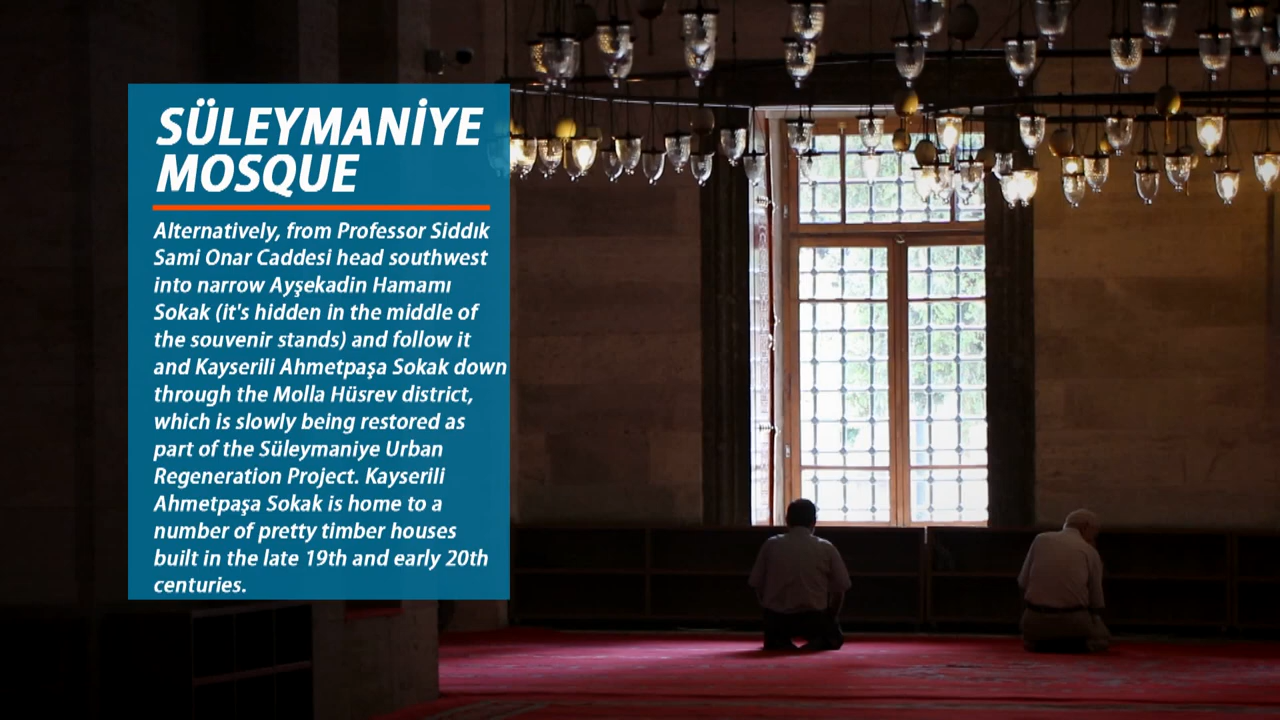 SÜLEYMANİYE
MOSQUE
Alternatively, from Professor Siddık
Sami Onar Caddesi head southwest
into narrow Ayşekadin Hamamı
Sokak (it's hidden in the middle of
the souvenir stands) and follow it
and Kayserili Ahmetpaşa Sokak down
through the Molla Hüsrev district,
which is slowly being restored as
part of the Süleymaniye Urban
Regeneration Project. Kayserili
Ahmetpaşa Sokak is home to a
number of pretty timber houses
built in the late 19th and early 20th
centuries.